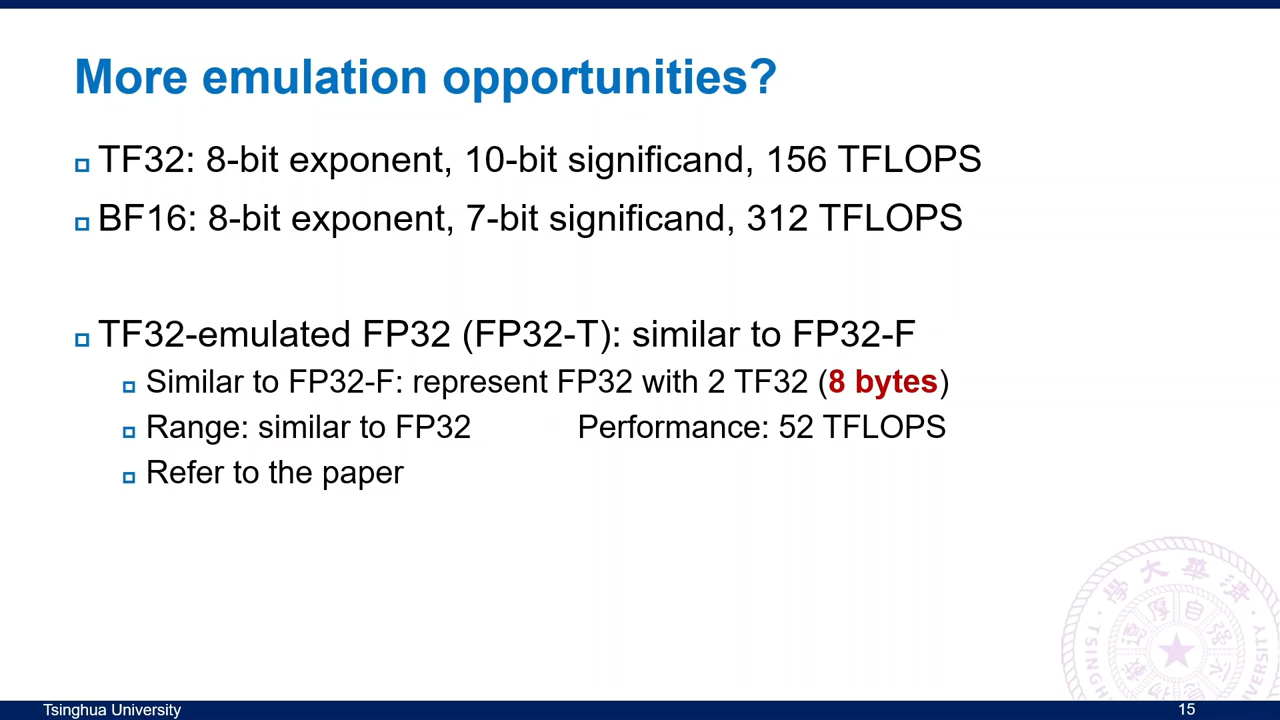 More emulation opportunities?
TF32: 8-bit exponent, 10-bit significand, 156 TFLOPS
BF16: 8-bit exponent, 7-bit significand, 312 TFLOPS
TF32-emulated FP32 (FP32-T): similar to FP32-F
Similar to FP32-F: represent FP32 with 2 TF32 (8 bytes)
Range: similar to FP32 Performance: 52 TFLOPS
Refer to the paper
Tsinghua University 15